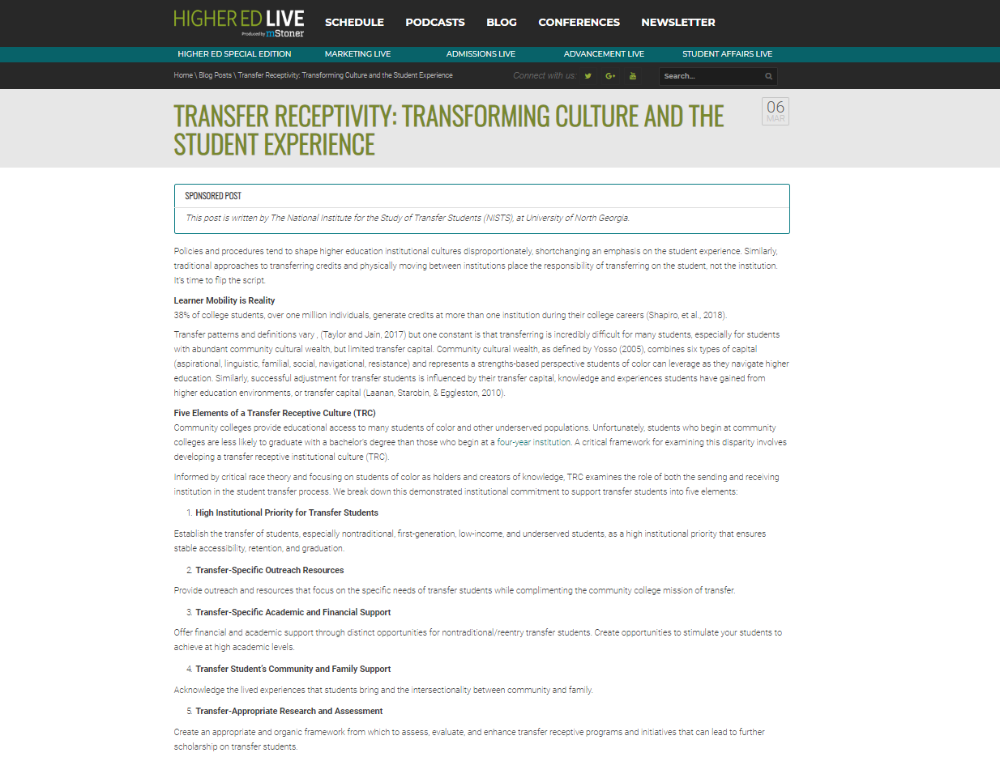 HIGHER ED LIVE
Produced by mStoner
SCHEDULE PODCASTS BLOG CONFERENCES NEWSLETTER
HIGHER ED SPECIAL EDITION MARKETING LIVE ADMISSIONS LIVE ADVANCEMENT LIVE STUDENT AFFAIRS LIVE
Home \ Blog Posts \ Transfer Receptivity: Transforming Culture and the Student Experience
Connect with us:
Search...
TRANSFER RECEPTIVITY: TRANSFORMING CULTURE AND THE
STUDENT EXPERIENCE
06
MAR
SPONSORED POST
This post is written by The National Institute for the Study of Transfer Students (NISTS), at University of North Georgia.
Policies and procedures tend to shape higher education institutional cultures disproportionately, shortchanging an emphasis on the student experience. Similarly,
traditional approaches to transferring credits and physically moving between institutions place the responsibility of transferring on the student, not the institution.
It's time to flip the script.
Learner Mobility is Reality
38% of college students, over one million individuals, generate credits at more than one institution during their college careers (Shapiro, et al., 2018).
Transfer patterns and definitions vary , (Taylor and Jain, 2017) but one constant is that transferring is incredibly difficult for many students, especially for students
with abundant community cultural wealth, but limited transfer capital. Community cultural wealth, as defined by Yosso (2005), combines six types of capital
(aspirational, linguistic, familial, social, navigational, resistance) and represents a strengths-based perspective students of color can leverage as they navigate higher
education. Similarly, successful adjustment for transfer students is influenced by their transfer capital, knowledge and experiences students have gained from
higher education environments, or transfer capital (Laanan, Starobin, & Eggleston, 2010).
Five Elements of a Transfer Receptive Culture (TRC)
Community colleges provide educational access to many students of color and other underserved populations. Unfortunately, students who begin at community
colleges are less likely to graduate with a bachelor's degree than those who begin at a four-year institution. A critical framework for examining this disparity involves
developing a transfer receptive institutional culture (TRC).
Informed by critical race theory and focusing on students of color as holders and creators of knowledge, TRC examines the role of both the sending and receiving
institution in the student transfer process. We break down this demonstrated institutional commitment to support transfer students into five elements:
1. High Institutional Priority for Transfer Students
Establish the transfer of students, especially nontraditional, first-generation, low-income, and underserved students, as a high institutional priority that ensures
stable accessibility, retention, and graduation.
2. Transfer-Specific Outreach Resources
Provide outreach and resources that focus on the specific needs of transfer students while complimenting the community college mission of transfer.
3. Transfer-Specific Academic and Financial Support
Offer financial and academic support through distinct opportunities for nontraditional/reentry transfer students. Create opportunities to stimulate your students to
achieve at high academic levels.
4. Transfer Student's Community and Family Support
Acknowledge the lived experiences that students bring and the intersectionality between community and family.
5. Transfer-Appropriate Research and Assessment
Create an appropriate and organic framework from which to assess, evaluate, and enhance transfer receptive programs and initiatives that can lead to further
scholarship on transfer students.